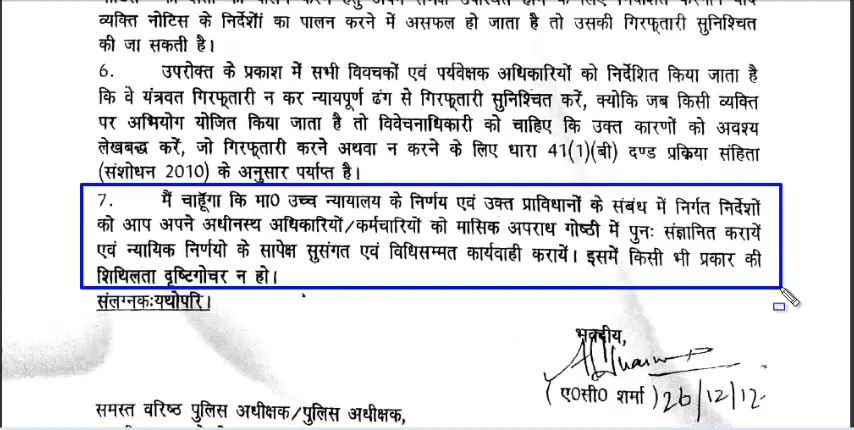 व्यक्ति नोटिस के निर्देशों का पालन करने में असफल हो जाता है तो उसकी गिरफ्तारी सुनिश्चित
की जा सकती है।
6. उपरोक्त के प्रकाश में सभी विवचकों एवं पर्यवेक्षक अधिकारियों को निर्देशित किया जाता है
कि वे यंत्रवत गिरफ्तारी न कर न्यायपूर्ण ढंग से गिरफ्तारी सुनिश्चित करें, क्योकि जब किसी व्यक्ति
पर अभियोग योजित किया जाता है तो विवेचनाधिकारी को चाहिए कि उक्त कारणों को अवश्य
लेखबद्ध करें, जो गिरफ्तारी करने अथवा न करने के लिए धारा 41(1)(बी) दण्ड प्रकिया संहिता
(संशोधन 2010) के अनुसार पर्याप्त है।
7. मैं चाहूॅगा कि मा0 उच्च न्यायालय के निर्णय एवं उक्त प्राविधानों के संबंध में निर्गत निर्देशों
को आप अपने अधीनस्थ अधिकारियों/कर्मचारियों को मासिक अपराध गोष्ठी में पुनः संज्ञानित करायें
एवं न्यायिक निर्णयो के सापेक्ष सुसंगत एवं विधिसम्मत कार्यवाही करायें। इसमें किसी भी प्रकार की
शिथिलता दृष्टिगोचर न हो।
संलग्नकःयथोपरि।
भवदीय,
(ए0सी0 शर्मा) 26/12/12
समस्त वरिष्ठ पुलिस अधीक्षक/पुलिस अधीक्षक,